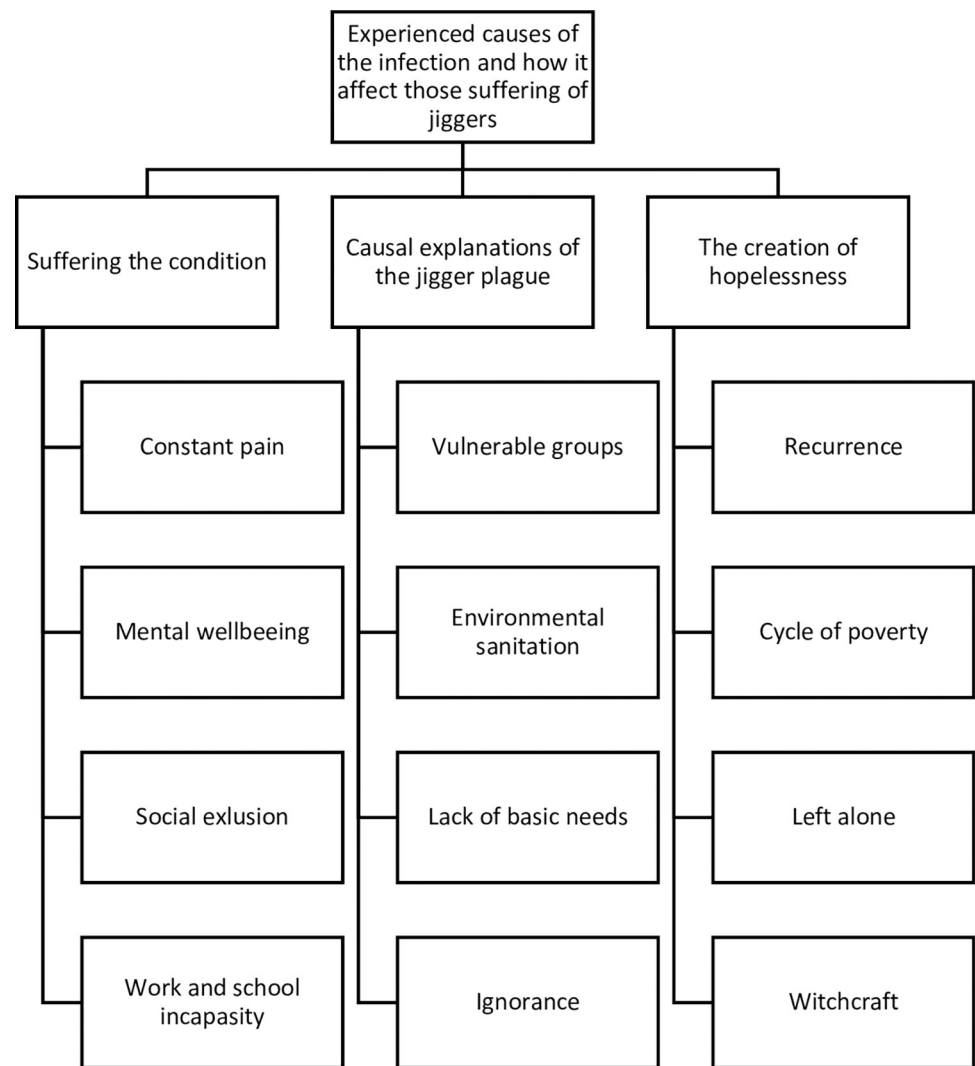 Experienced causes of
the infection and how it
affect those suffering of
jiggers
Suffering the condition
Causal explanations of
the jigger plague
The creation of
hopelessness
Constant pain
Vulnerable groups
Recurrence
Mental wellbeeing
Environmental
sanitation
Cycle of poverty
Social exlusion
Lack of basic needs
Left alone
Work and school
incapasity
Ignorance
Witchcraft